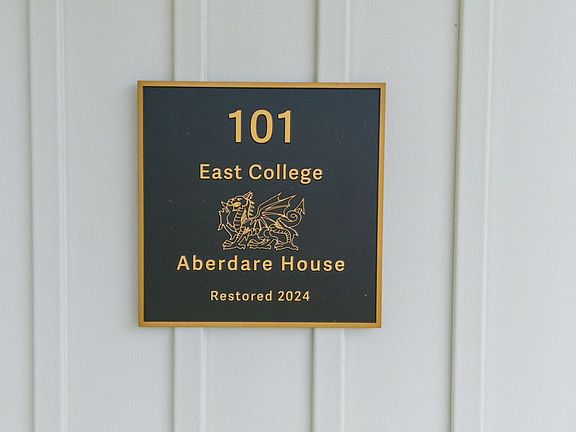 101
East College
Aberdare House
Restored 2024